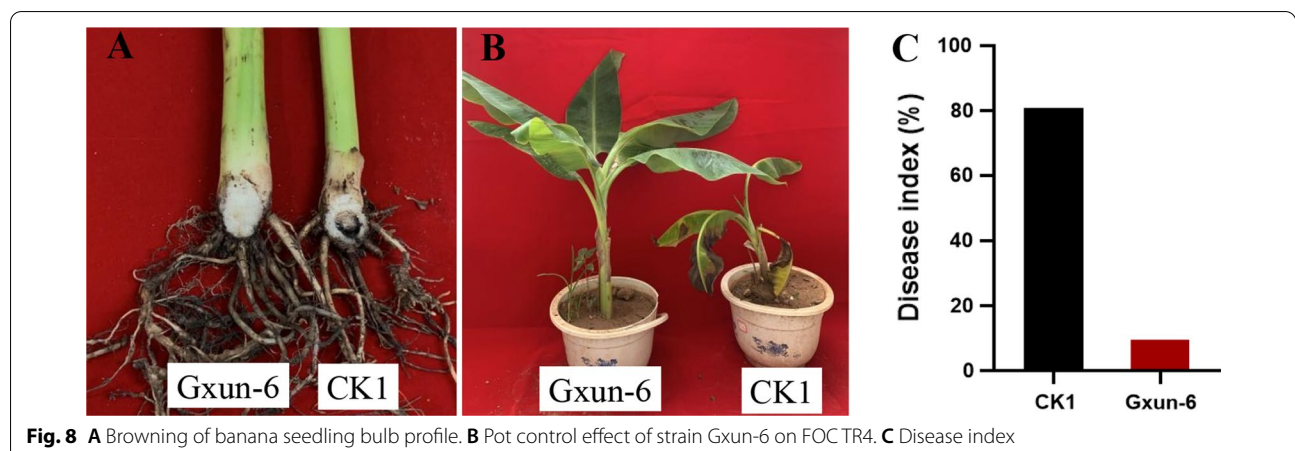 A
Gxun-6
CK1
B
Gxun-6
CK1
C
Disease index (%)
100
80
60
40
20
0
CK1
Gxun-6
Fig. 8 A Browning of banana seedling bulb profile. B Pot control effect of strain Gxun-6 on FOC TR4. C Disease index